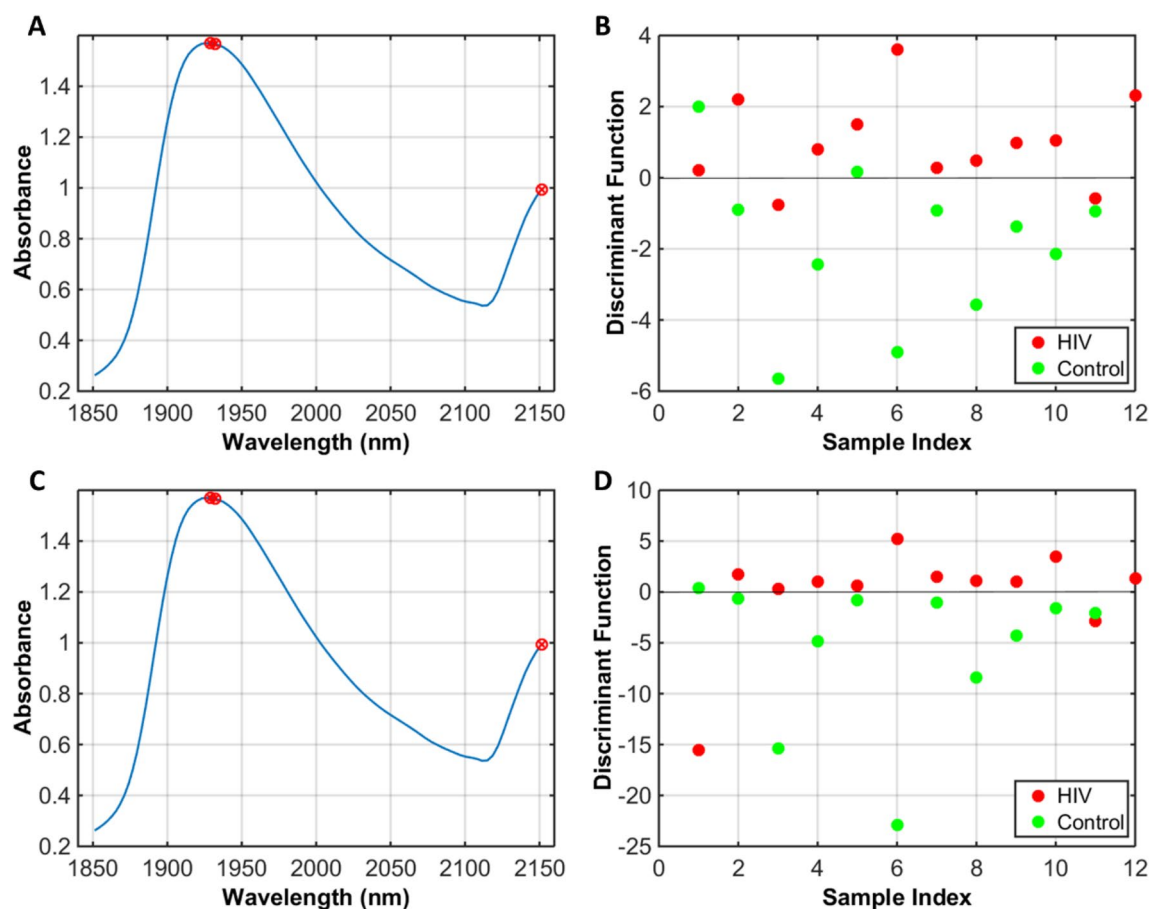 A
Absorbance
1.4
1.2
1
0.8
0.6
0.4
0.2
1850 1900 1950 2000 2050 2100 2150
Wavelength (nm)
B
Discriminant Function
4
2
0
-2
-4
-6
0 2 4 6 8 10 12
Sample Index
HIV
Control
C
Absorbance
1.4
1.2
1
0.8
0.6
0.4
0.2
1850 1900 1950 2000 2050 2100 2150
Wavelength (nm)
D
Discriminant Function
10
5
0
-5
-10
-15
-20
-25
0 2 4 6 8 10 12
Sample Index
HIV
Control